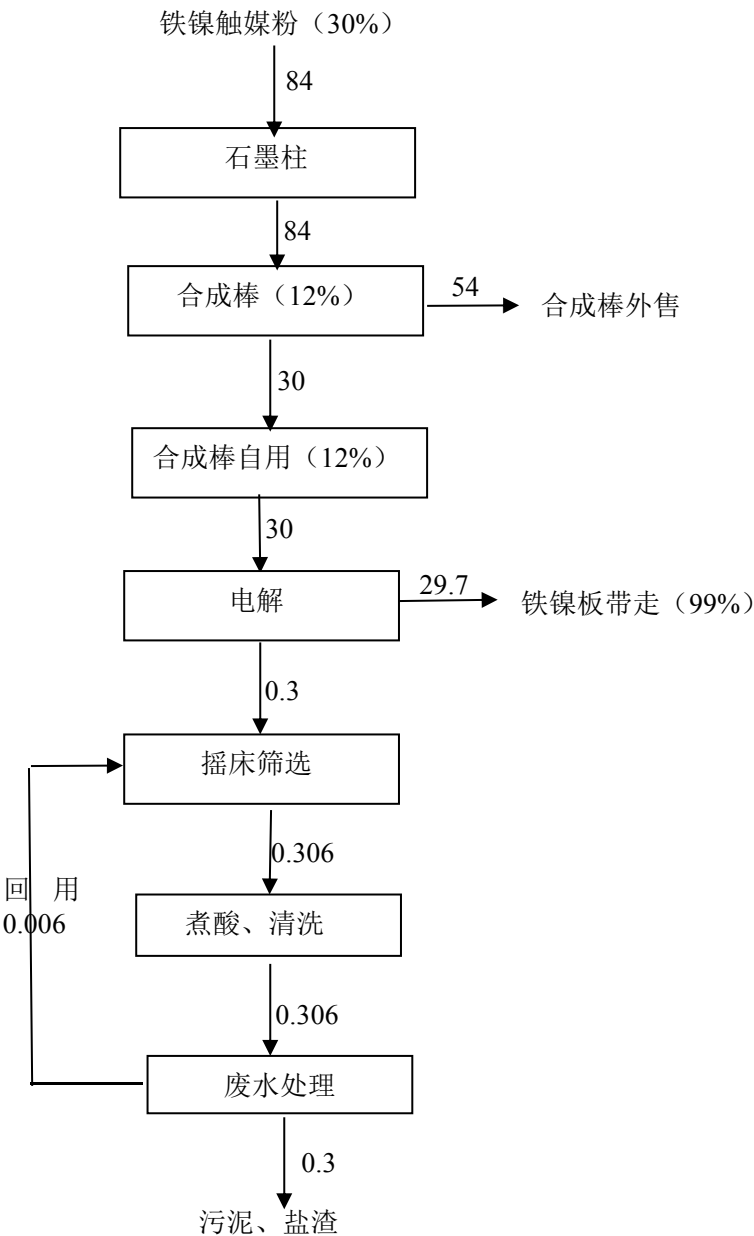 铁镍触媒粉（30%）
84
石墨柱
84
合成棒（12%）
54
合成棒外售
30
合成棒自用（12%）
30
电解
29.7
铁镍板带走（99%）
0.3
摇床筛选
0.306
回 用
0.006
煮酸、清洗
0.306
废水处理
0.3
污泥、盐渣